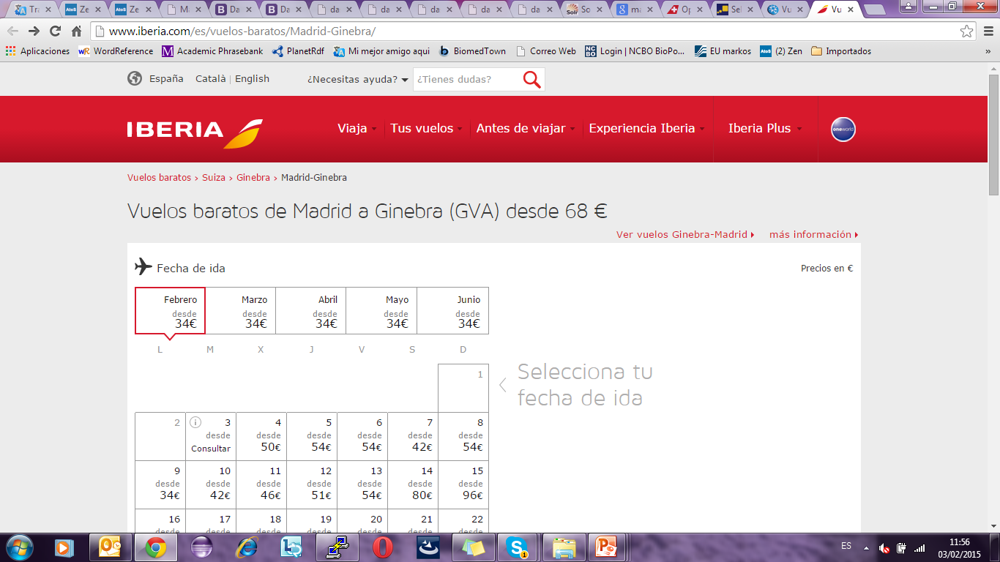 Tra
Ze
Ze
Ma
Da
Da
da
da
da
da
da
So
ma
Op
Sel
Vu
Vu
www.iberia.com/es/vuelos-baratos/Madrid-Ginebra/
Aplicaciones WordReference Academic Phrasebank PlanetRdf Mi mejor amigo aqui BiomedTown Correo Web Login | NCBO BioPo... EU markos (2) Zen Importados »
España Català | English ¿Necesitas ayuda? ¿Tienes dudas?
IBERIA Viaja Tus vuelos Antes de viajar Experiencia Iberia Iberia Plus oneworld
Vuelos baratos › Suiza › Ginebra › Madrid-Ginebra
Vuelos baratos de Madrid a Ginebra (GVA) desde 68 €
Ver vuelos Ginebra-Madrid más información
Fecha de ida Precios en €
Febrero Marzo Abril Mayo Junio
desde desde desde desde desde
34€ 34€ 34€ 34€ 34€
L M X J V S D
1
Selecciona tu
fecha de ida
2 3 4 5 6 7 8
desde desde desde desde desde desde
Consultar 50€ 54€ 54€ 42€ 54€
9 10 11 12 13 14 15
desde desde desde desde desde desde desde
34€ 42€ 46€ 51€ 54€ 80€ 96€
16 17 18 19 20 21 22
desde desde desde desde desde desde desde
ES 11:56
03/02/2015